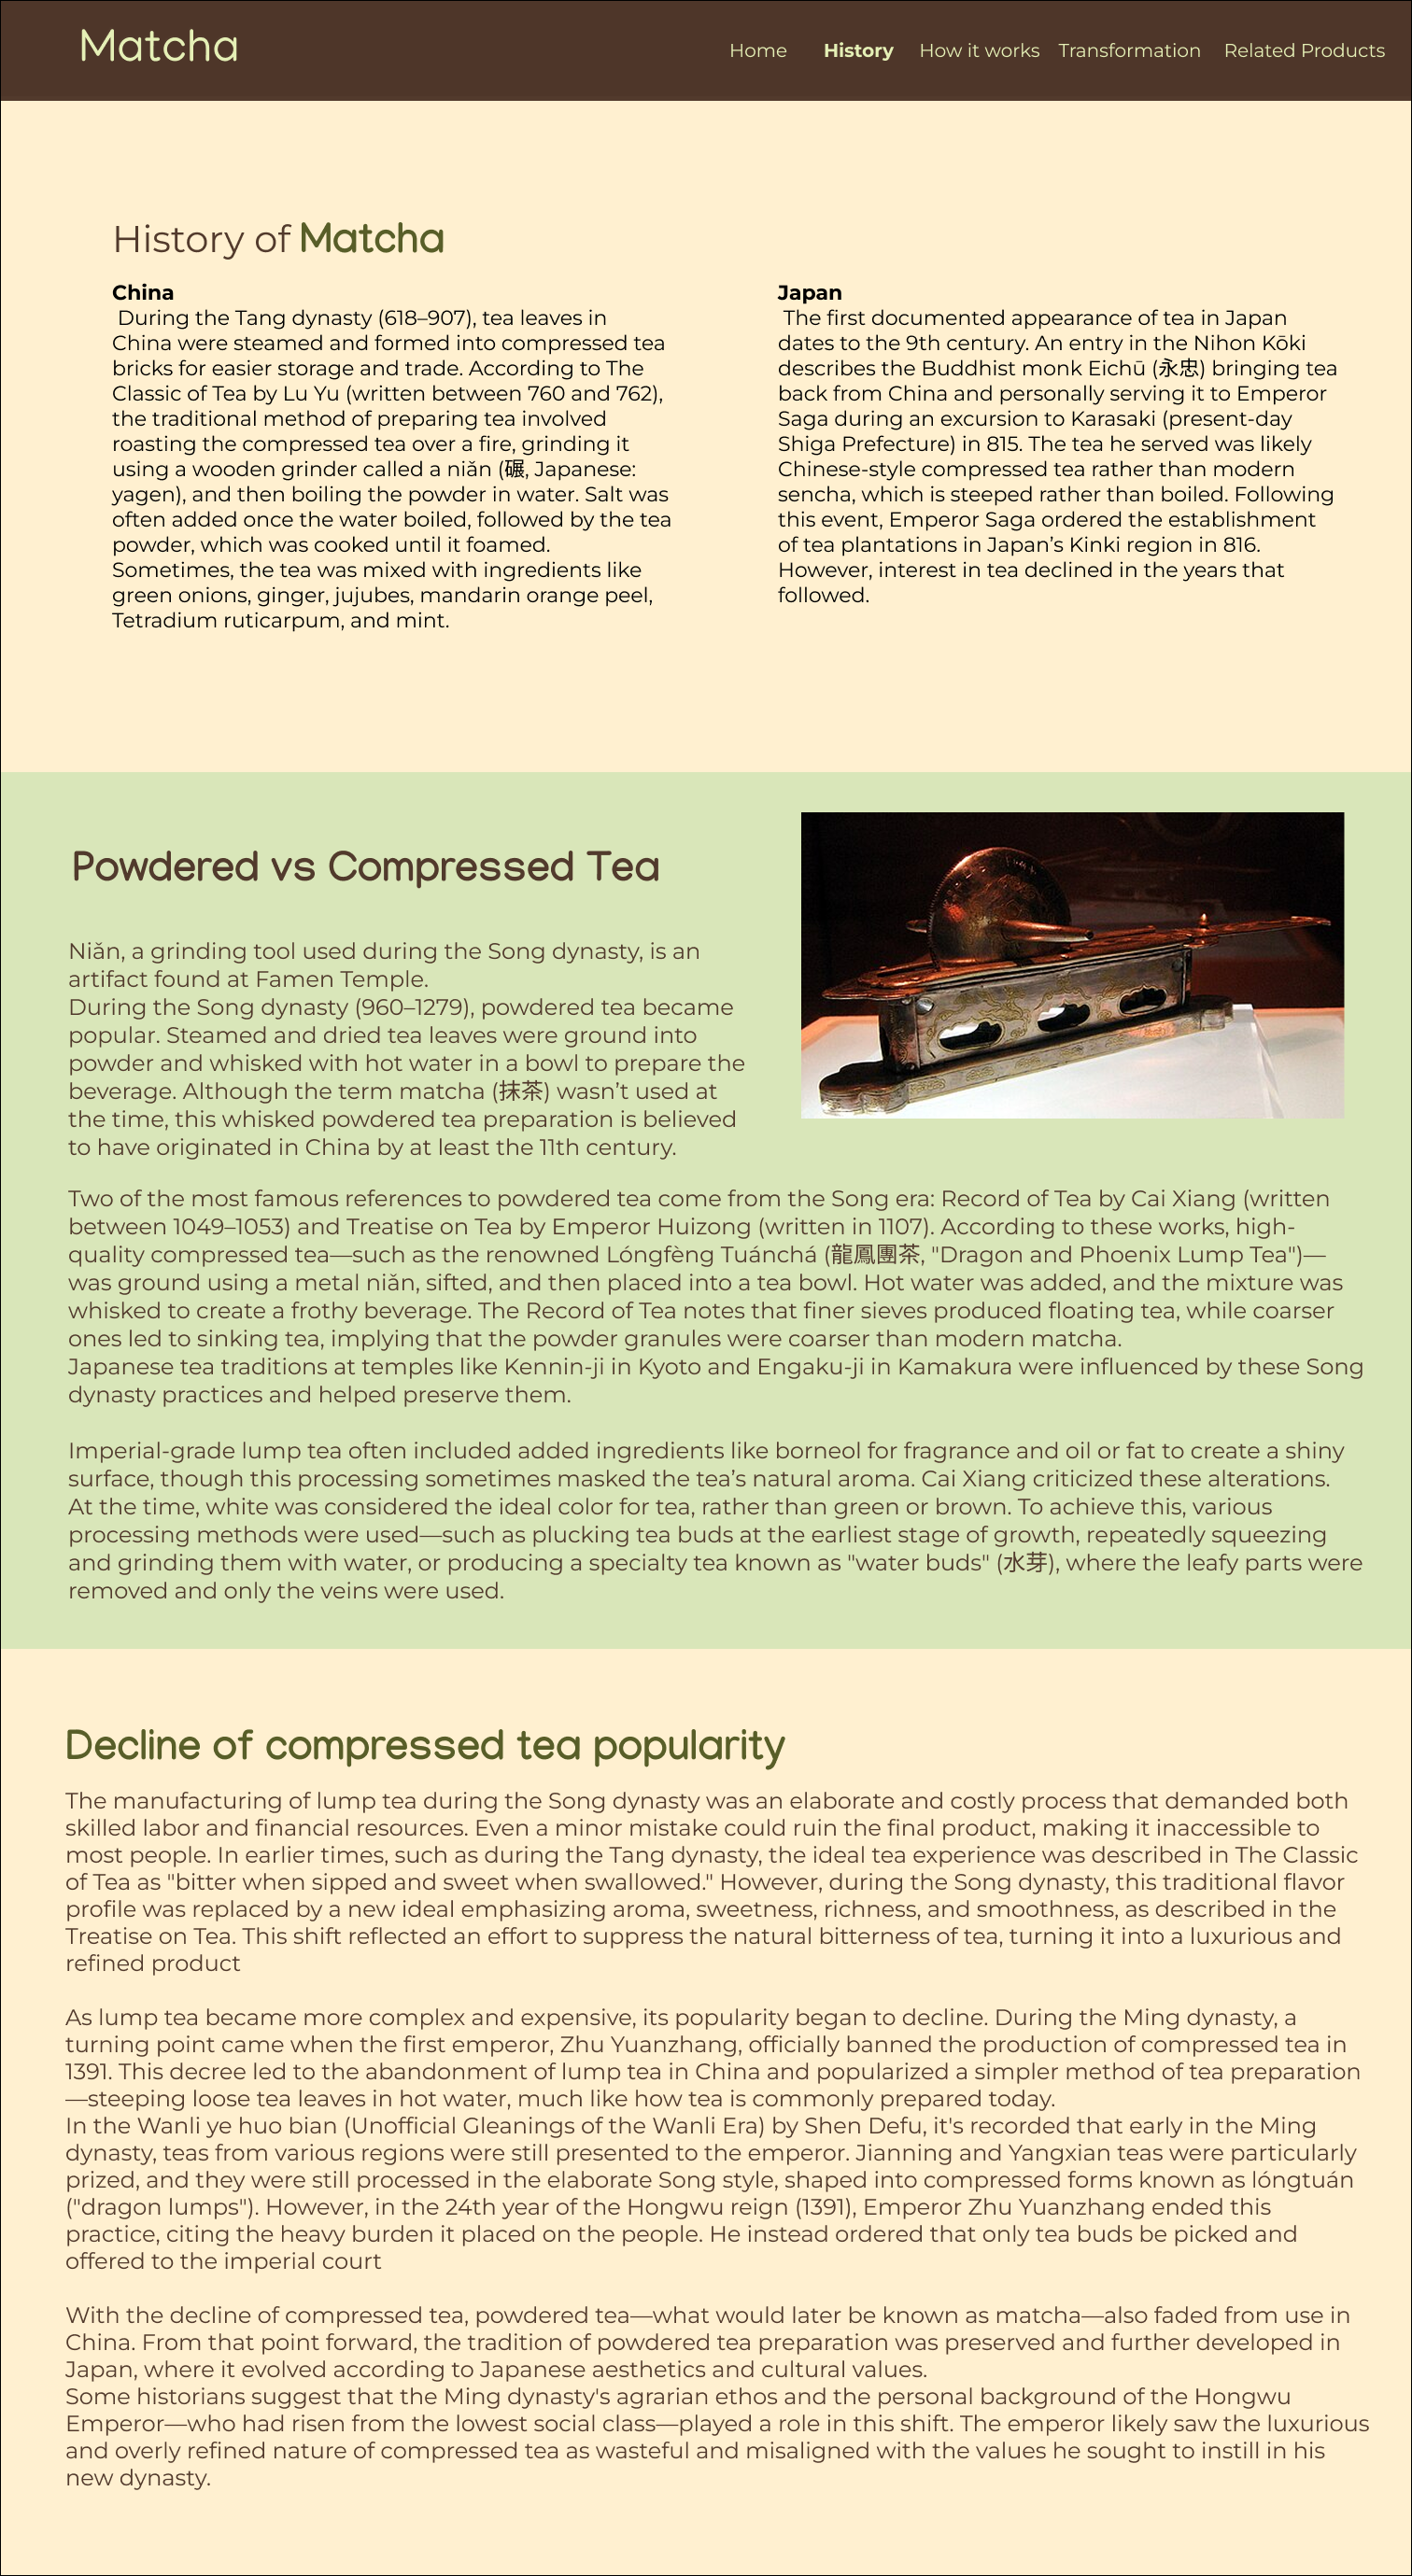 Matcha
Home History How it works Transformation Related Products
History of Matcha
China
During the Tang dynasty (618–907), tea leaves in
China were steamed and formed into compressed tea
bricks for easier storage and trade. According to The
Classic of Tea by Lu Yu (written between 760 and 762),
the traditional method of preparing tea involved
roasting the compressed tea over a fire, grinding it
using a wooden grinder called a niǎn (碾, Japanese:
yagen), and then boiling the powder in water. Salt was
often added once the water boiled, followed by the tea
powder, which was cooked until it foamed.
Sometimes, the tea was mixed with ingredients like
green onions, ginger, jujubes, mandarin orange peel,
Tetradium ruticarpum, and mint.
Japan
The first documented appearance of tea in Japan
dates to the 9th century. An entry in the Nihon Kōki
describes the Buddhist monk Eichū (永忠) bringing tea
back from China and personally serving it to Emperor
Saga during an excursion to Karasaki (present-day
Shiga Prefecture) in 815. The tea he served was likely
Chinese-style compressed tea rather than modern
sencha, which is steeped rather than boiled. Following
this event, Emperor Saga ordered the establishment
of tea plantations in Japan’s Kinki region in 816.
However, interest in tea declined in the years that
followed.
Powdered vs Compressed Tea
Niǎn, a grinding tool used during the Song dynasty, is an
artifact found at Famen Temple.
During the Song dynasty (960–1279), powdered tea became
popular. Steamed and dried tea leaves were ground into
powder and whisked with hot water in a bowl to prepare the
beverage. Although the term matcha (抹茶) wasn’t used at
the time, this whisked powdered tea preparation is believed
to have originated in China by at least the 11th century.
Two of the most famous references to powdered tea come from the Song era: Record of Tea by Cai Xiang (written
between 1049–1053) and Treatise on Tea by Emperor Huizong (written in 1107). According to these works, high-
quality compressed tea—such as the renowned Lóngfèng Tuánchá (龍鳳團茶, "Dragon and Phoenix Lump Tea")—
was ground using a metal niǎn, sifted, and then placed into a tea bowl. Hot water was added, and the mixture was
whisked to create a frothy beverage. The Record of Tea notes that finer sieves produced floating tea, while coarser
ones led to sinking tea, implying that the powder granules were coarser than modern matcha.
Japanese tea traditions at temples like Kennin-ji in Kyoto and Engaku-ji in Kamakura were influenced by these Song
dynasty practices and helped preserve them.
Imperial-grade lump tea often included added ingredients like borneol for fragrance and oil or fat to create a shiny
surface, though this processing sometimes masked the tea’s natural aroma. Cai Xiang criticized these alterations.
At the time, white was considered the ideal color for tea, rather than green or brown. To achieve this, various
processing methods were used—such as plucking tea buds at the earliest stage of growth, repeatedly squeezing
and grinding them with water, or producing a specialty tea known as "water buds" (水芽), where the leafy parts were
removed and only the veins were used.
Decline of compressed tea popularity
The manufacturing of lump tea during the Song dynasty was an elaborate and costly process that demanded both
skilled labor and financial resources. Even a minor mistake could ruin the final product, making it inaccessible to
most people. In earlier times, such as during the Tang dynasty, the ideal tea experience was described in The Classic
of Tea as "bitter when sipped and sweet when swallowed." However, during the Song dynasty, this traditional flavor
profile was replaced by a new ideal emphasizing aroma, sweetness, richness, and smoothness, as described in the
Treatise on Tea. This shift reflected an effort to suppress the natural bitterness of tea, turning it into a luxurious and
refined product
As lump tea became more complex and expensive, its popularity began to decline. During the Ming dynasty, a
turning point came when the first emperor, Zhu Yuanzhang, officially banned the production of compressed tea in
1391. This decree led to the abandonment of lump tea in China and popularized a simpler method of tea preparation
—steeping loose tea leaves in hot water, much like how tea is commonly prepared today.
In the Wanli ye huo bian (Unofficial Gleanings of the Wanli Era) by Shen Defu, it's recorded that early in the Ming
dynasty, teas from various regions were still presented to the emperor. Jianning and Yangxian teas were particularly
prized, and they were still processed in the elaborate Song style, shaped into compressed forms known as lóngtuán
("dragon lumps"). However, in the 24th year of the Hongwu reign (1391), Emperor Zhu Yuanzhang ended this
practice, citing the heavy burden it placed on the people. He instead ordered that only tea buds be picked and
offered to the imperial court
With the decline of compressed tea, powdered tea—what would later be known as matcha—also faded from use in
China. From that point forward, the tradition of powdered tea preparation was preserved and further developed in
Japan, where it evolved according to Japanese aesthetics and cultural values.
Some historians suggest that the Ming dynasty's agrarian ethos and the personal background of the Hongwu
Emperor—who had risen from the lowest social class—played a role in this shift. The emperor likely saw the luxurious
and overly refined nature of compressed tea as wasteful and misaligned with the values he sought to instill in his
new dynasty.